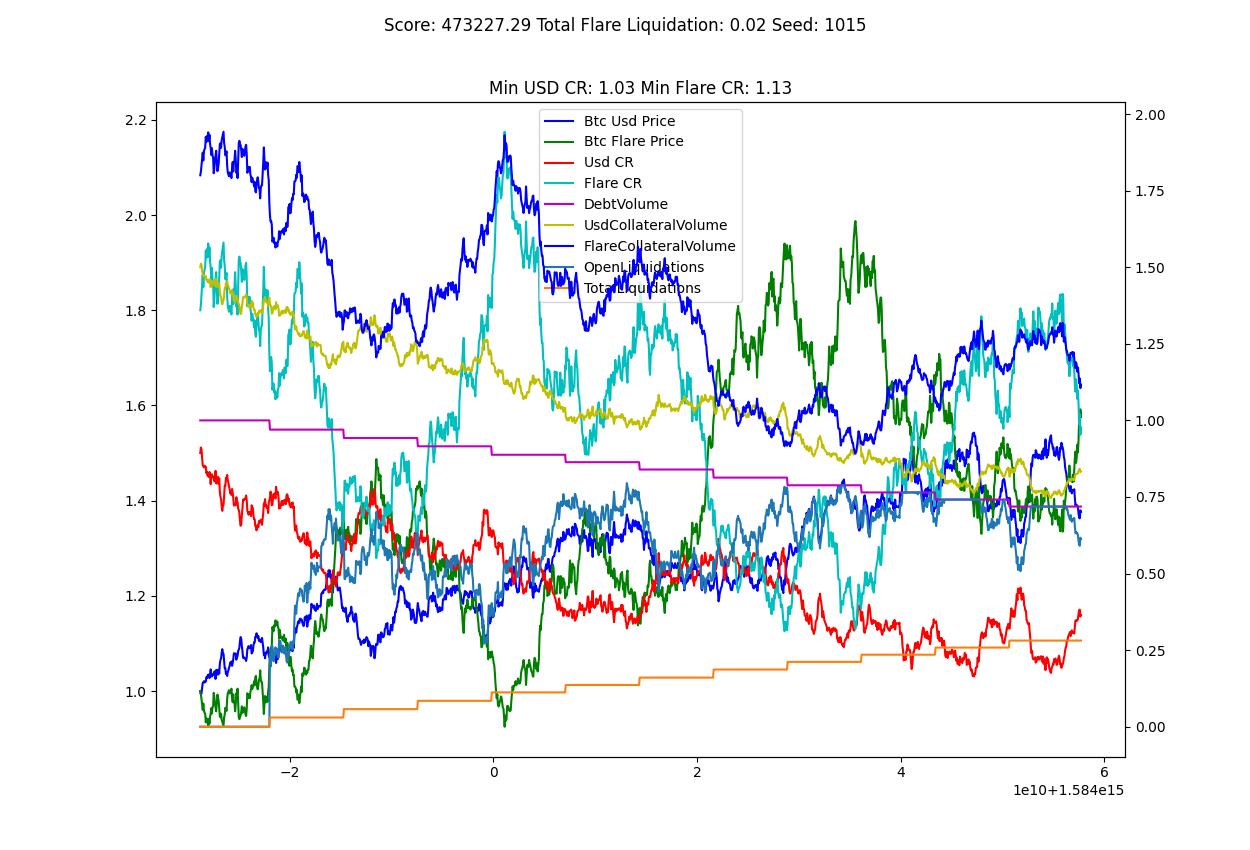 Score: 473227.29 Total Flare Liquidation: 0.02 Seed: 1015
Min USD CR: 1.03 Min Flare CR: 1.13
Btc Usd Price
Btc Flare Price
Usd CR
Flare CR
DebtVolume
UsdCollateralVolume
FlareCollateralVolume
OpenLiquidations
TotalLiquidations
2.2
2.0
1.8
1.6
1.4
1.2
1.0
2.00
1.75
1.50
1.25
1.00
0.75
0.50
0.25
0.00
−2 0 2 4 6
1e10+1.584e15